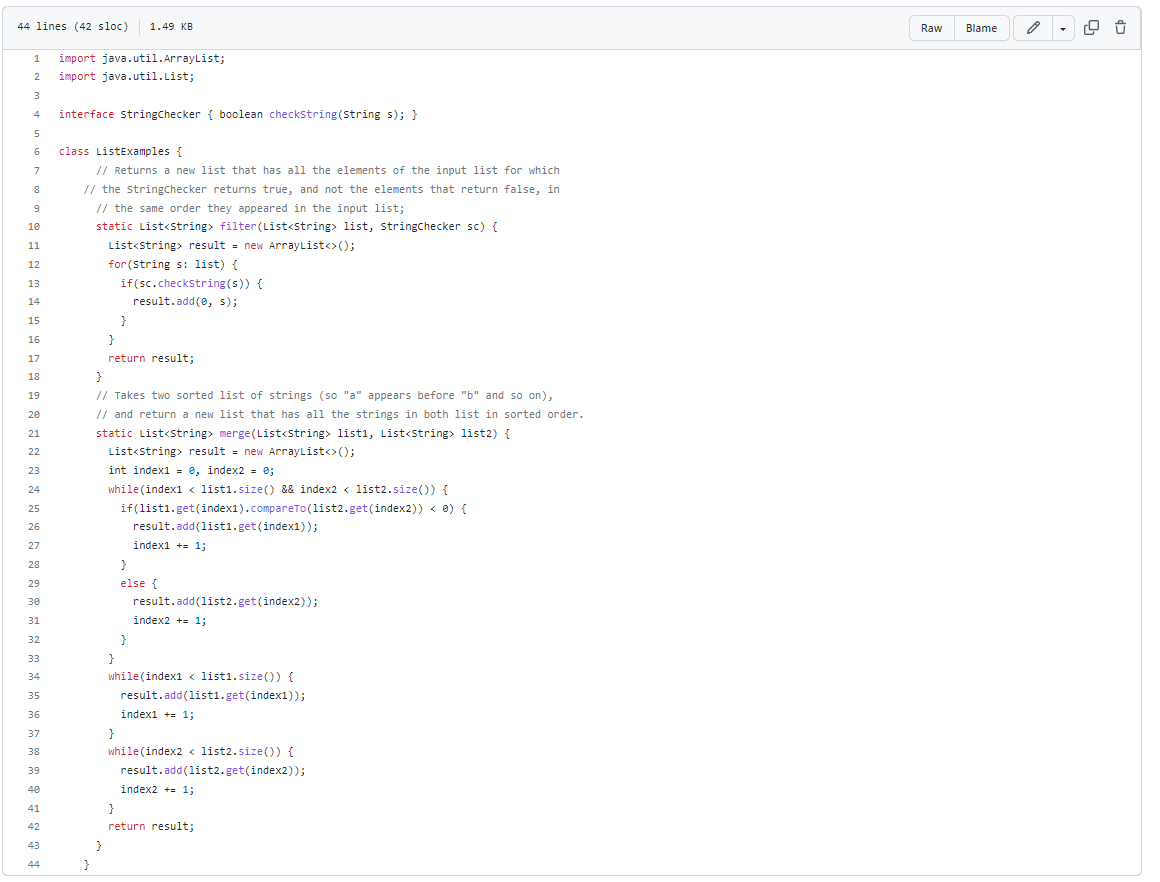 44 lines (42 sloc) 1.49 KB Raw Blame
1 import java.util.ArrayList;
2 import java.util.List;
3
4 interface StringChecker { boolean checkString(String s); }
5
6 class ListExamples {
7 // Returns a new list that has all the elements of the input list for which
8 // the StringChecker returns true, and not the elements that return false, in
9 // the same order they appeared in the input list;
10 static List<String> filter(List<String> list, StringChecker sc) {
11 List<String> result = new ArrayList<>();
12 for(String s: list) {
13 if(sc.checkString(s)) {
14 result.add(0, s);
15 }
16 }
17 return result;
18 }
19 // Takes two sorted list of strings (so "a" appears before "b" and so on),
20 // and return a new list that has all the strings in both list in sorted order.
21 static List<String> merge(List<String> list1, List<String> list2) {
22 List<String> result = new ArrayList<>();
23 int index1 = 0, index2 = 0;
24 while(index1 < list1.size() && index2 < list2.size()) {
25 if(list1.get(index1).compareTo(list2.get(index2)) < 0) {
26 result.add(list1.get(index1));
27 index1 += 1;
28 }
29 else {
30 result.add(list2.get(index2));
31 index2 += 1;
32 }
33 }
34 while(index1 < list1.size()) {
35 result.add(list1.get(index1));
36 index1 += 1;
37 }
38 while(index2 < list2.size()) {
39 result.add(list2.get(index2));
40 index2 += 1;
41 }
42 return result;
43 }
44 }